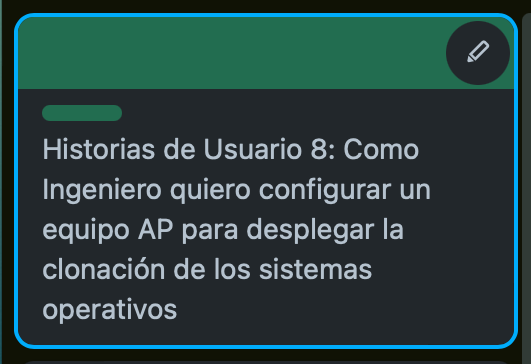 Historias de Usuario 8: Como
Ingeniero quiero configurar un
equipo AP para desplegar la
clonación de los sistemas
operativos